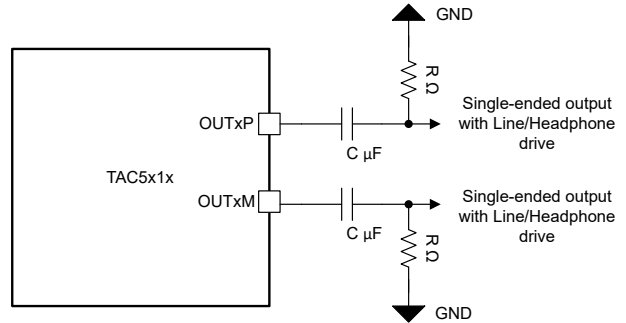 GND
R Ω
OUTxP
C µF
Single-ended output
with Line/Headphone
drive
TAC5x1x
OUTxM
C µF
Single-ended output
with Line/Headphone
drive
R Ω
GND